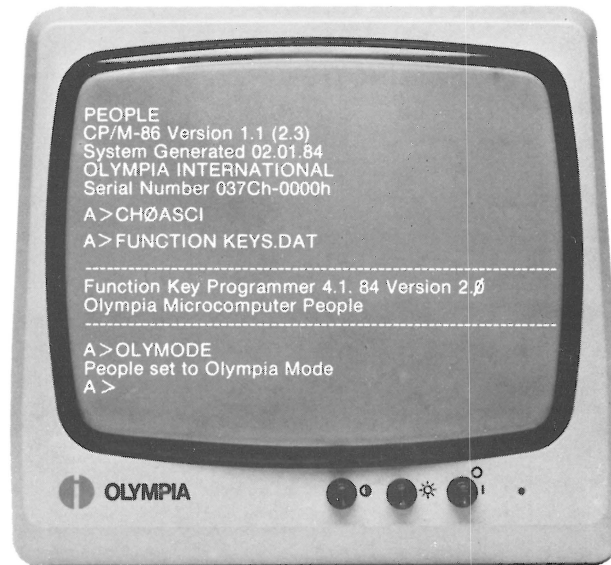 PEOPLE
CP/M-86 Version 1.1 (2.3)
System Generated 02.01.84
OLYMPIA INTERNATIONAL
Serial Number 037Ch-0000h
A>CHØASCI
A>FUNCTION KEYS.DAT
--------------------------------------------------
Function Key Programmer 4.1. 84 Version 2.Ø
Olympia Microcomputer People
--------------------------------------------------
A>OLYMODE
People set to Olympia Mode
A>
OLYMPIA